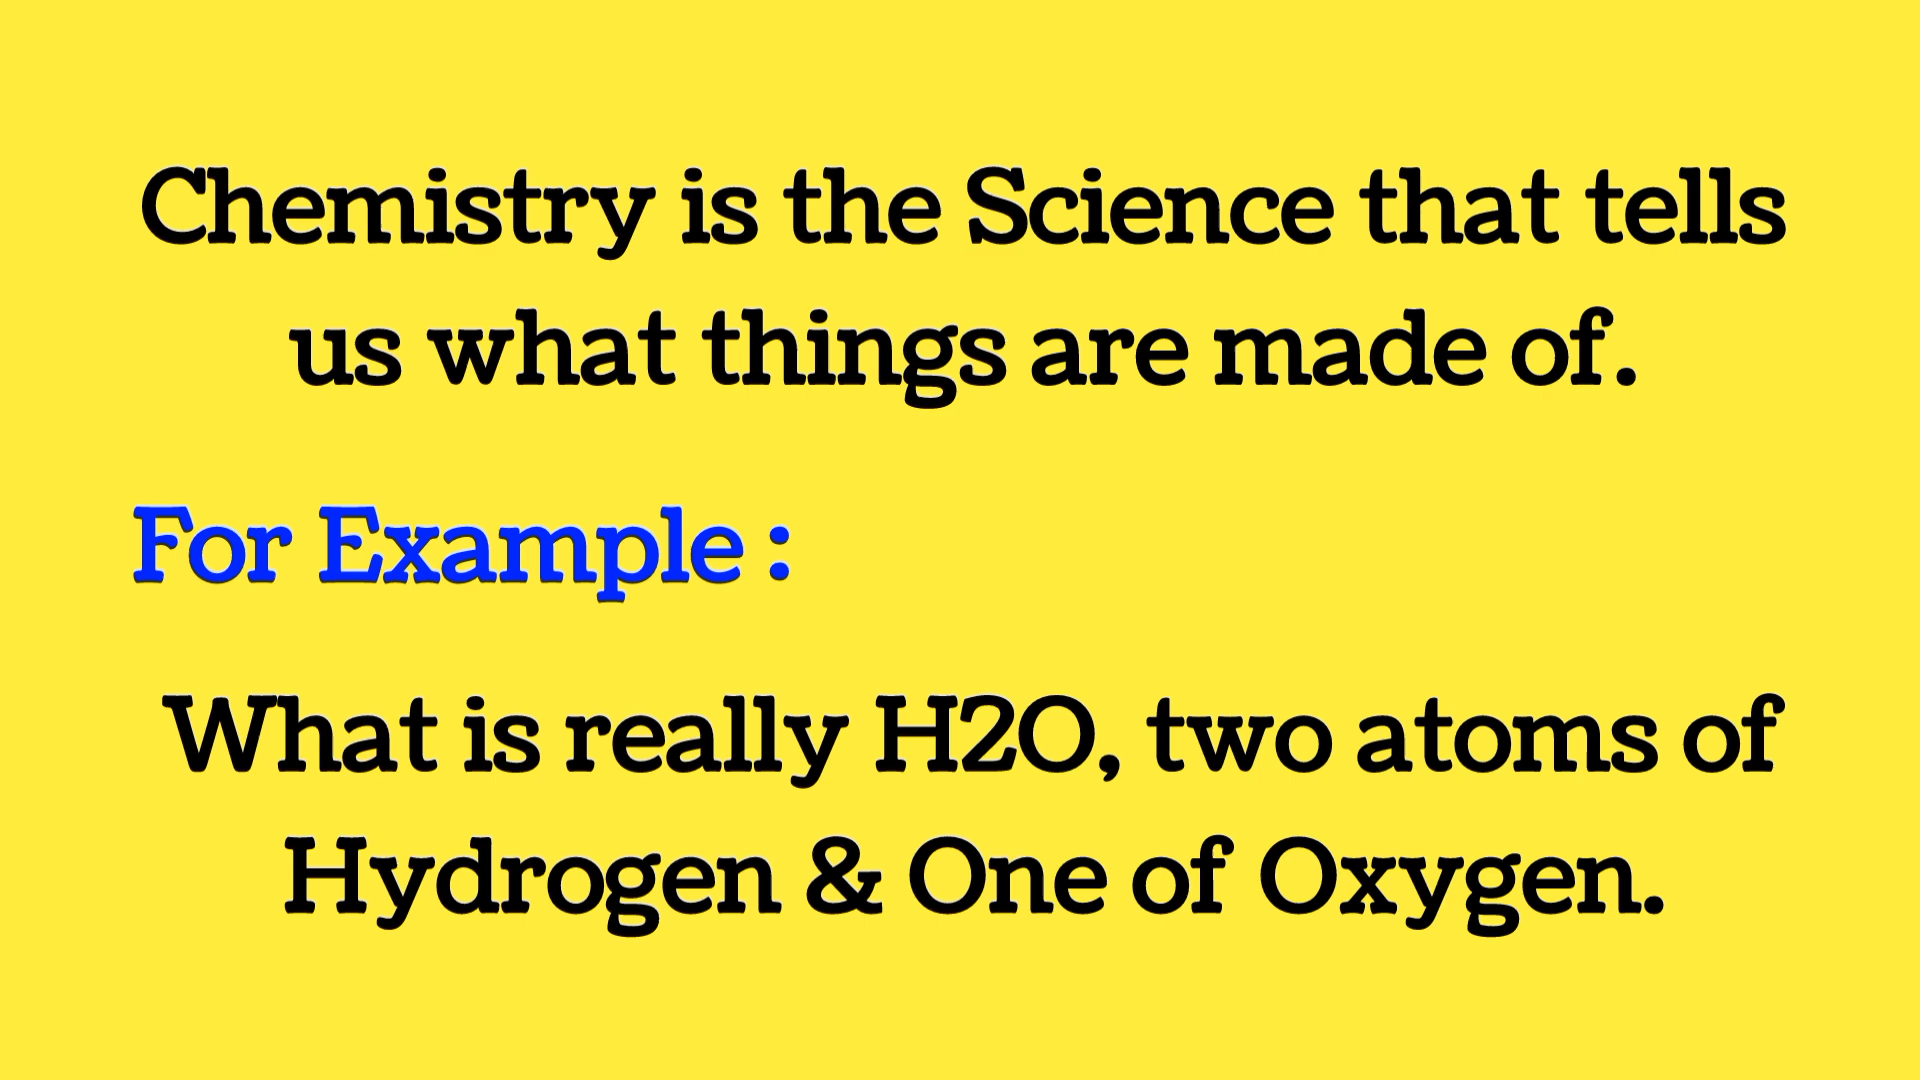 Chemistry is the Science that tells
us what things are made of.
For Example :
What is really H2O, two atoms of
Hydrogen & One of Oxygen.